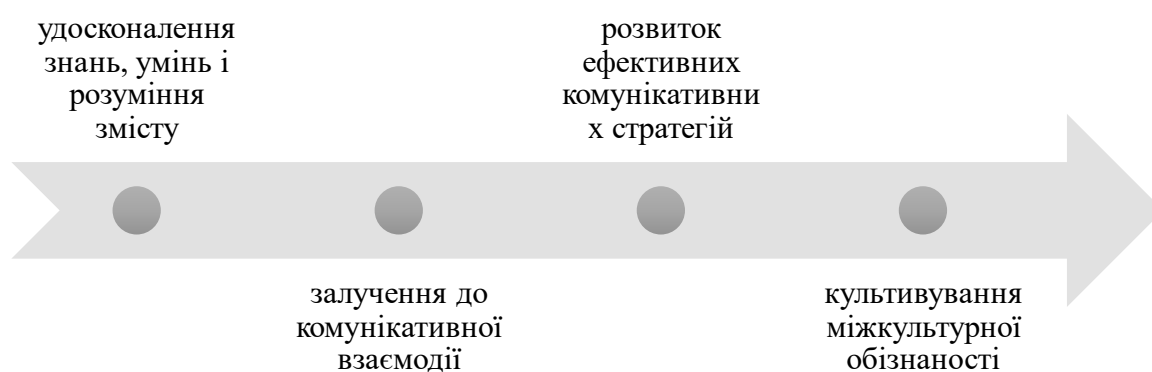 удосконалення
знань, умінь і
розуміння
змісту
залучення до
комунікативної
взаємодії
розвиток
ефективних
комунікативни
х стратегій
культивування
міжкультурної
обізнаності